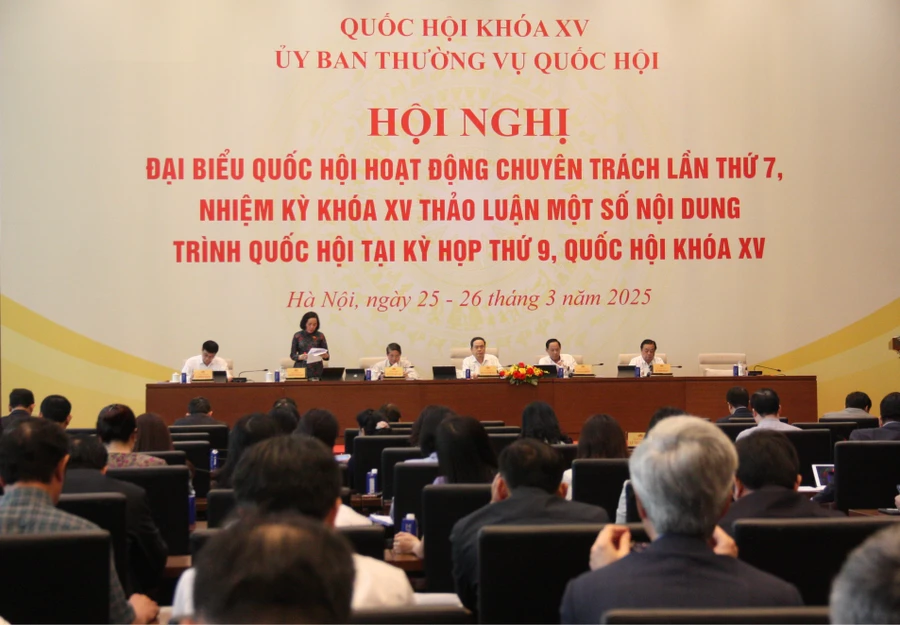 QUỐC HỘI KHÓA XV
ỦY BAN THƯỜNG VỤ QUỐC HỘI
HỘI NGHỊ
ĐẠI BIỂU QUỐC HỘI HOẠT ĐỘNG CHUYÊN TRÁCH LẦN THỨ 7,
NHIỆM KỲ KHÓA XV THẢO LUẬN MỘT SỐ NỘI DUNG
TRÌNH QUỐC HỘI TẠI KỲ HỌP THỨ 9, QUỐC HỘI KHÓA XV
Hà Nội, ngày 25 - 26 tháng 3 năm 2025